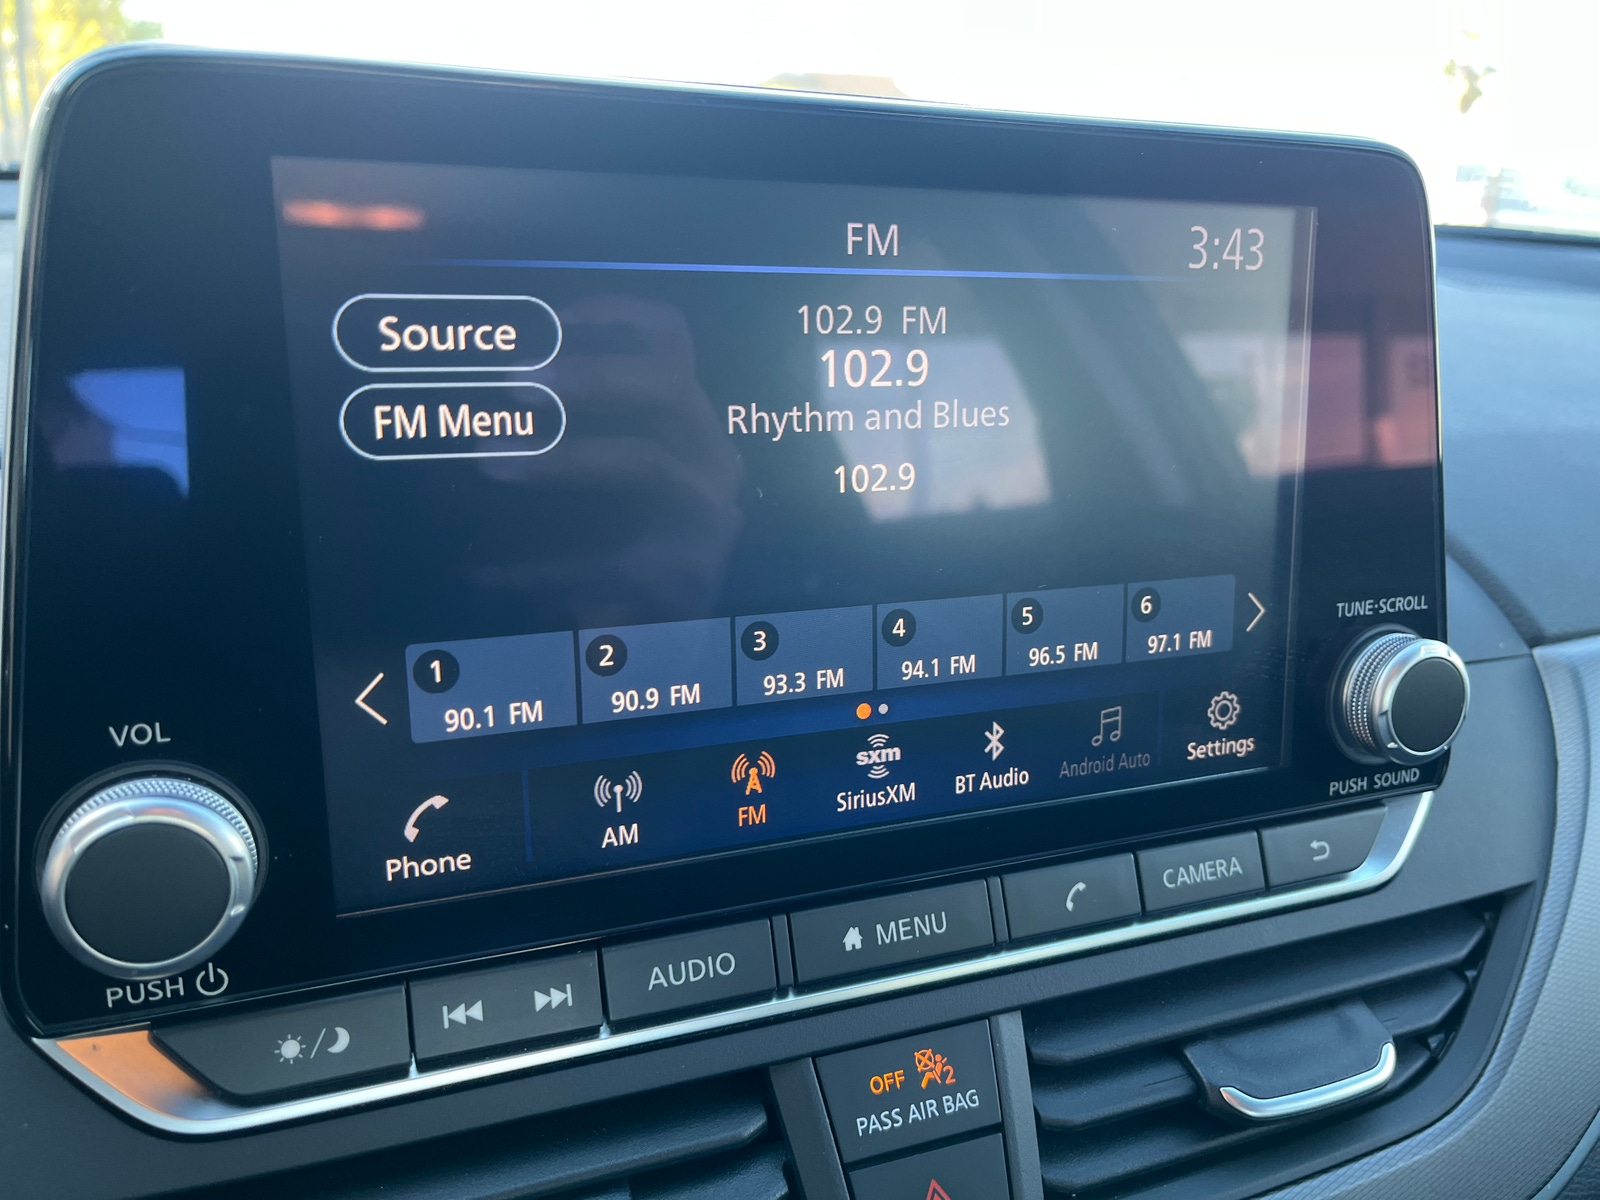 FM
3:43
Source
FM Menu
102.9 FM
102.9
Rhythm and Blues
102.9
1
90.1 FM
2
90.9 FM
3
93.3 FM
4
94.1 FM
5
96.5 FM
6
97.1 FM
Phone
AM
FM
sxm
SiriusXM
BT Audio
Android Auto
Settings
VOL
PUSH
TUNE·SCROLL
PUSH SOUND
AUDIO
MENU
CAMERA
OFF
2
PASS AIR BAG